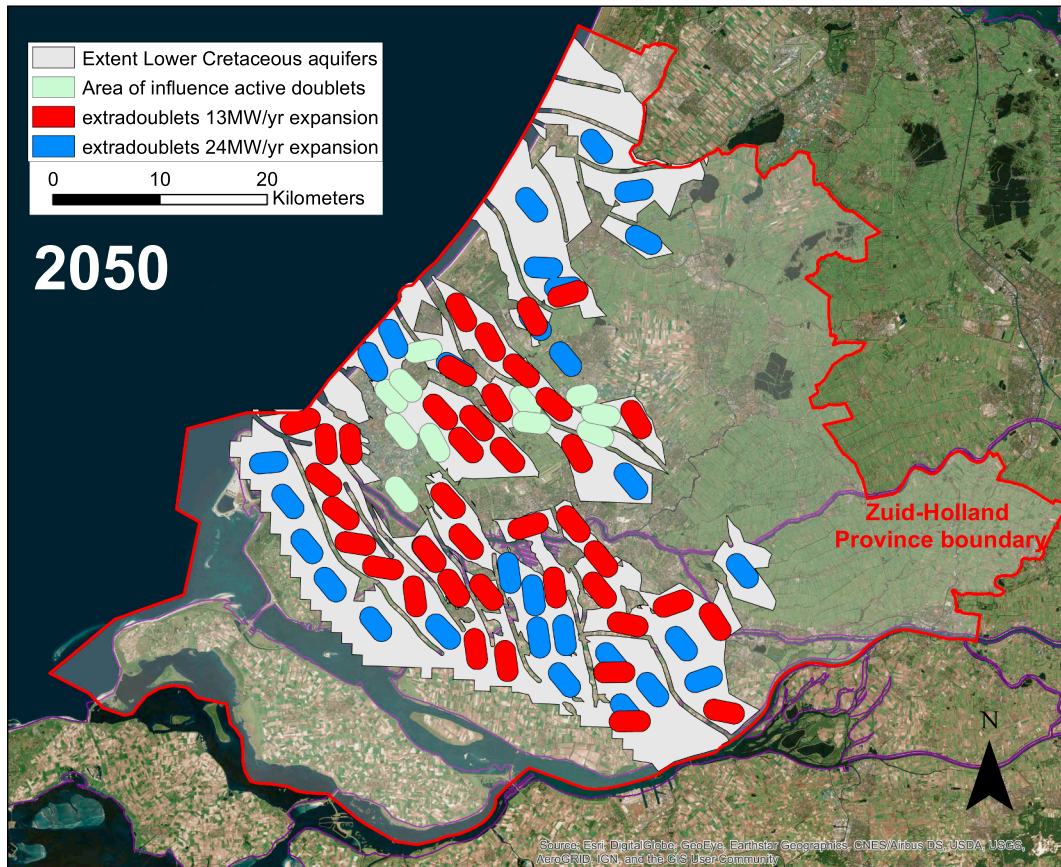 Extent Lower Cretaceous aquifers
Area of influence active doublets
extradoublets 13MW/yr expansion
extradoublets 24MW/yr expansion
0 10 20
Kilometers
2050
Zuid-Holland
Province boundary
N
Source: Esri, DigitalGlobe, GeoEye, Earthstar Geographics, CNES/Airbus DS, USDA, USGS,
AeroGRID, IGN, and the GIS User Community